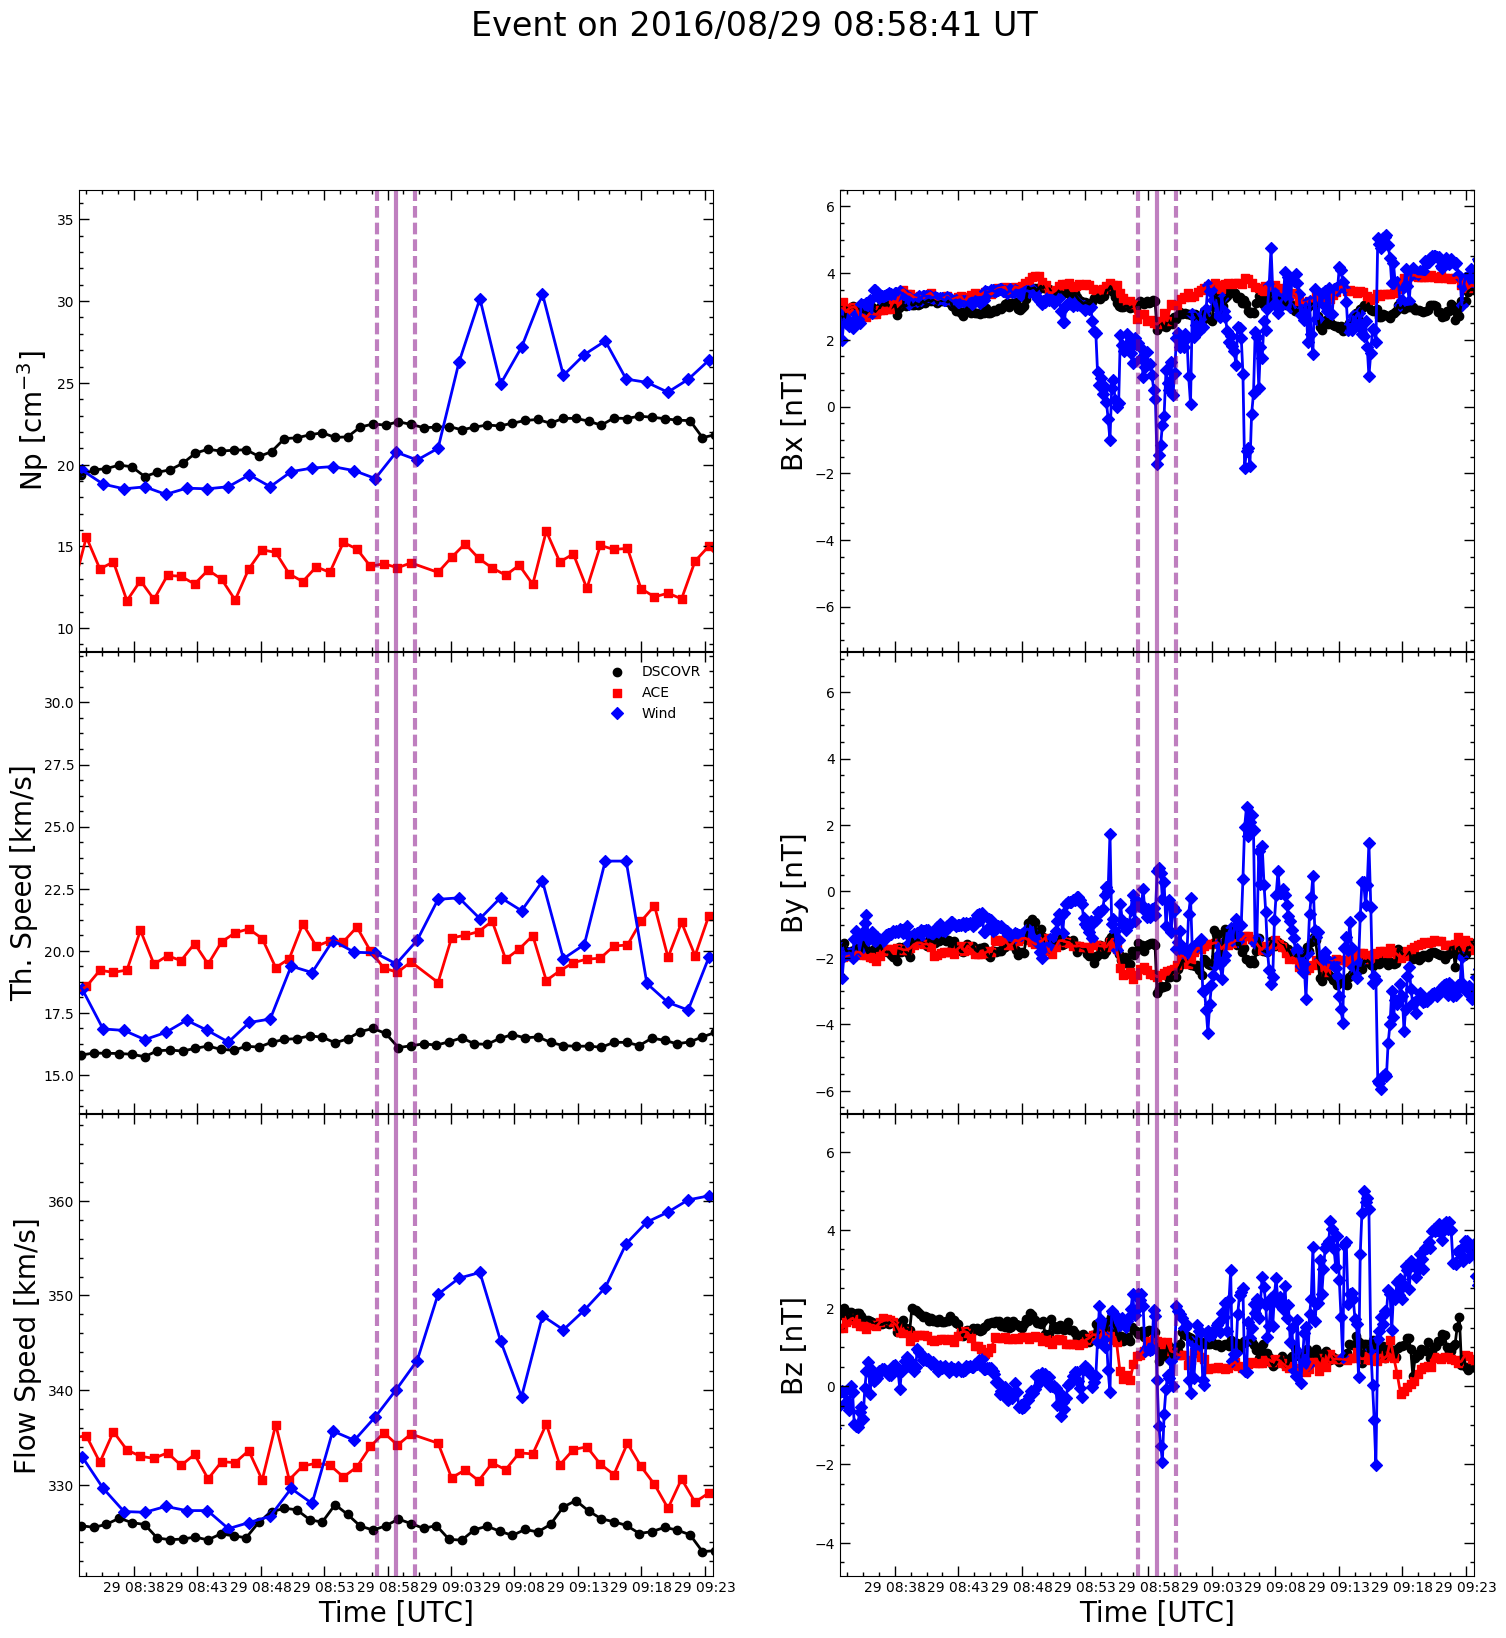 Event on 2016/08/29 08:58:41 UT
Np [cm⁻³]
35
30
25
20
15
10
Bx [nT]
6
4
2
0
−2
−4
−6
Th. Speed [km/s]
30.0
27.5
25.0
22.5
20.0
17.5
15.0
DSCOVR
ACE
Wind
By [nT]
6
4
2
0
−2
−4
−6
Flow Speed [km/s]
360
350
340
330
29 08:38 29 08:43 29 08:48 29 08:53 29 08:58 29 09:03 29 09:08 29 09:13 29 09:18 29 09:23
Time [UTC]
Bz [nT]
6
4
2
0
−2
−4
29 08:38 29 08:43 29 08:48 29 08:53 29 08:58 29 09:03 29 09:08 29 09:13 29 09:18 29 09:23
Time [UTC]